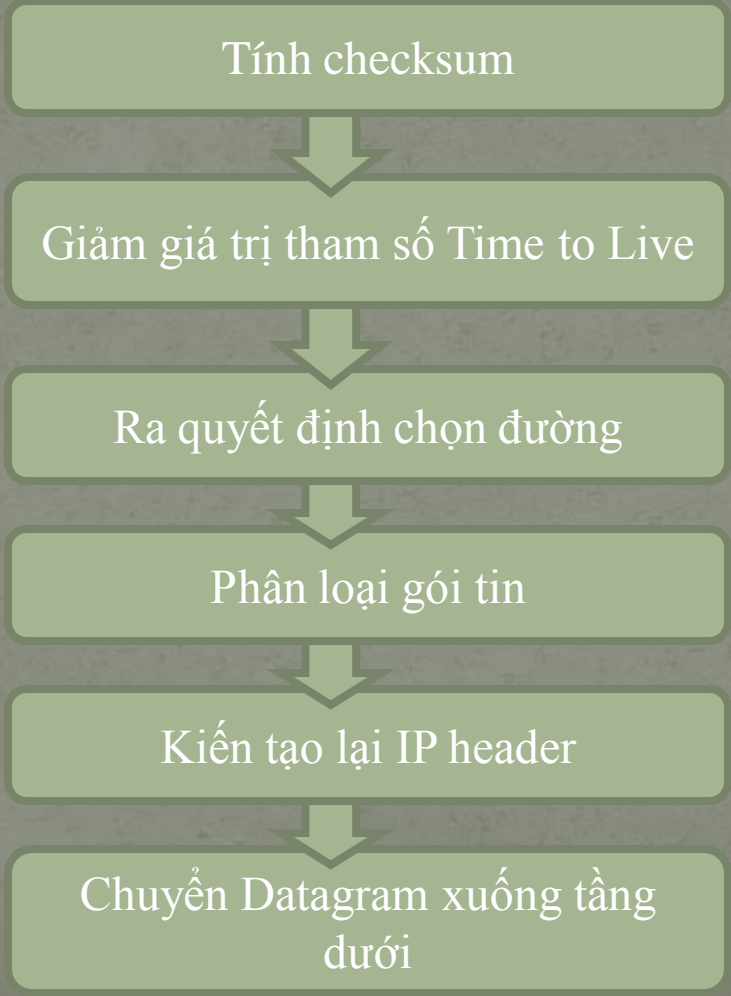 Tính checksum
Giảm giá trị tham số Time to Live
Ra quyết định chọn đường
Phân loại gói tin
Kiến tạo lại IP header
Chuyển Datagram xuống tầng
dưới